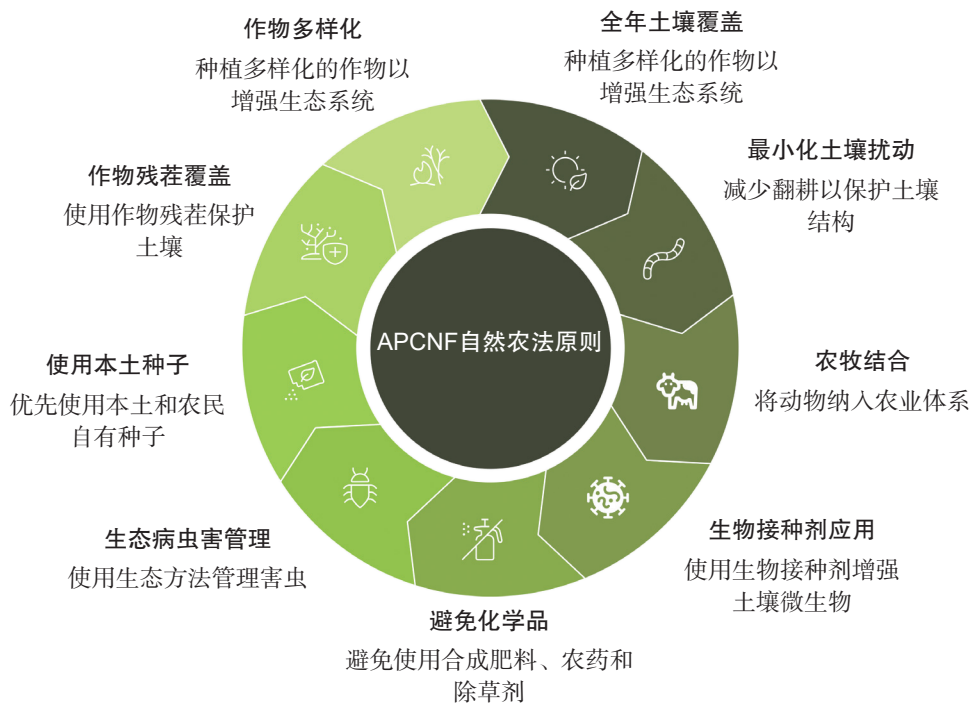 全年土壤覆盖
种植多样化的作物以
增强生态系统
最小化土壤扰动
减少翻耕以保护土壤
结构
农牧结合
将动物纳入农业体系
生物接种剂应用
使用生物接种剂增强
土壤微生物
避免化学品
避免使用合成肥料、农药和
除草剂
生态病虫害管理
使用生态方法管理害虫
使用本土种子
优先使用本土和农民
自有种子
作物残茬覆盖
使用作物残茬保护
土壤
作物多样化
种植多样化的作物以
增强生态系统
APCNF自然农法原则